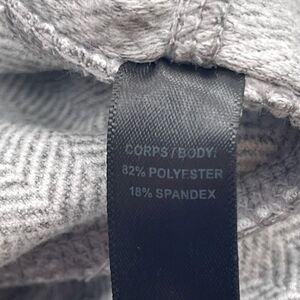 CORPS / BODY:
82% POLYESTER
18% SPANDEX